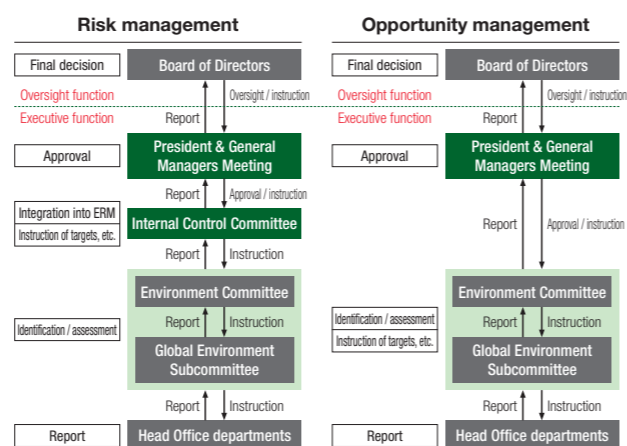 Risk management
Final decision
Board of Directors
Oversight function
Oversight / instruction
Executive function
Report
Approval
President & General
Managers Meeting
Report
Approval / instruction
Integration into ERM
Instruction of targets, etc.
Internal Control Committee
Report
Instruction
Environment Committee
Identification / assessment
Report
Instruction
Global Environment
Subcommittee
Report
Instruction
Report
Head Office departments
Opportunity management
Final decision
Board of Directors
Oversight function
Oversight / instruction
Executive function
Report
Approval
President & General
Managers Meeting
Report
Approval / instruction
Environment Committee
Identification / assessment
Instruction of targets, etc.
Report
Instruction
Global Environment
Subcommittee
Report
Instruction
Report
Head Office departments